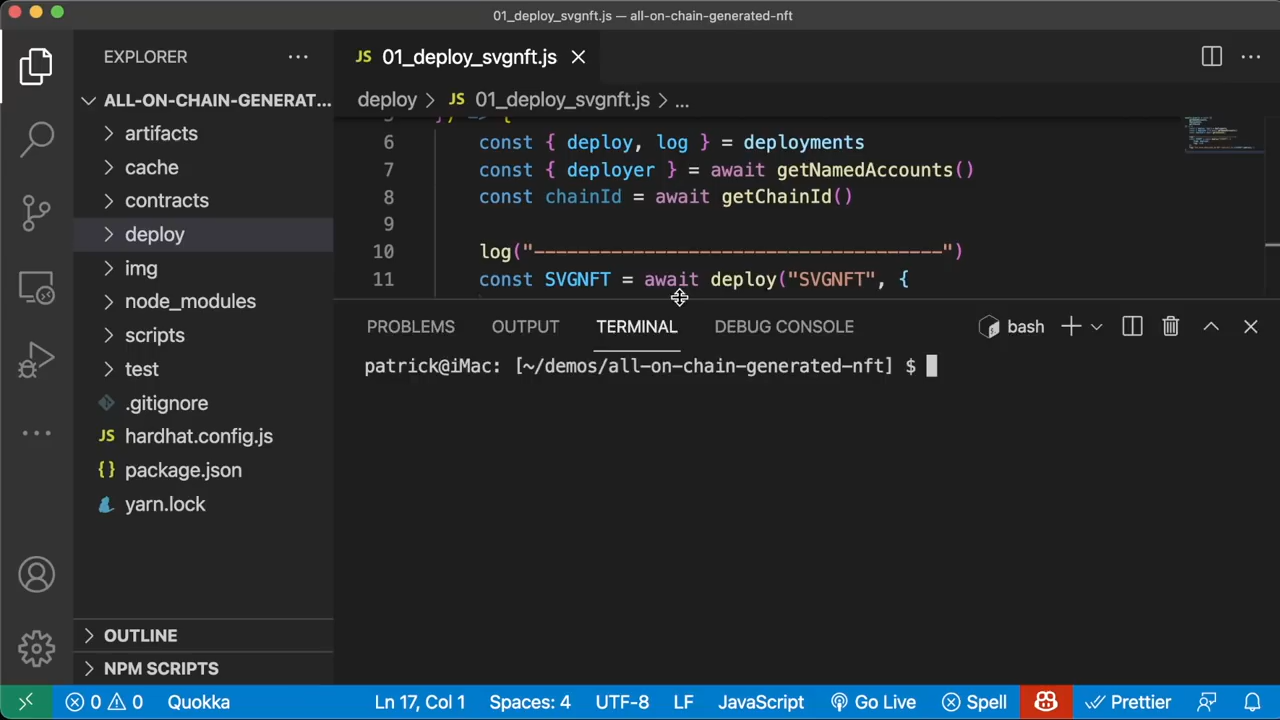 01_deploy_svgnft.js — all-on-chain-generated-nft
EXPLORER
ALL-ON-CHAIN-GENERAT...
artifacts
cache
contracts
deploy
img
node_modules
scripts
test
.gitignore
JS hardhat.config.js
{} package.json
yarn.lock
OUTLINE
NPM SCRIPTS
JS 01_deploy_svgnft.js
deploy > JS 01_deploy_svgnft.js > ...
6 const { deploy, log } = deployments
7 const { deployer } = await getNamedAccounts()
8 const chainId = await getChainId()
9
10 log("—————————————————————————————————————")
11 const SVGNFT = await deploy("SVGNFT", {
PROBLEMS OUTPUT TERMINAL DEBUG CONSOLE bash
patrick@iMac: [~/demos/all-on-chain-generated-nft] $
0 0 Quokka Ln 17, Col 1 Spaces: 4 UTF-8 LF JavaScript Go Live Spell Prettier